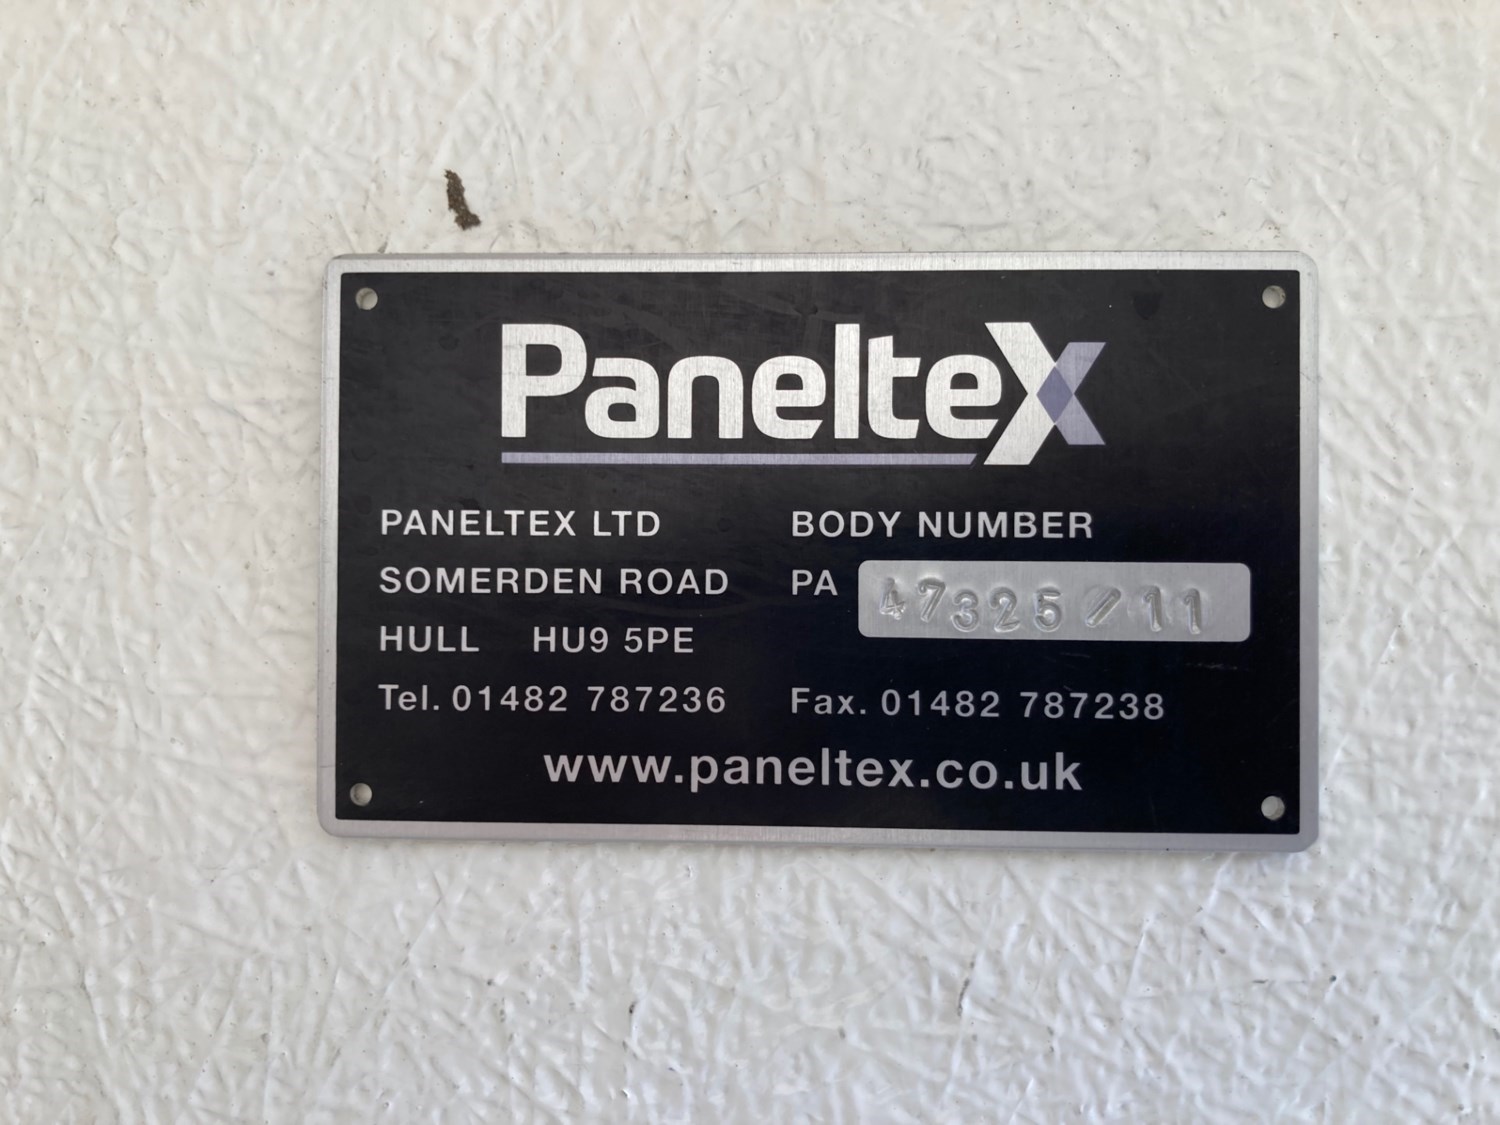 Paneltex
PANELTEX LTD
SOMERDEN ROAD
HULL HU9 5PE
BODY NUMBER
PA 47325/11
Tel. 01482 787236 Fax. 01482 787238
www.paneltex.co.uk